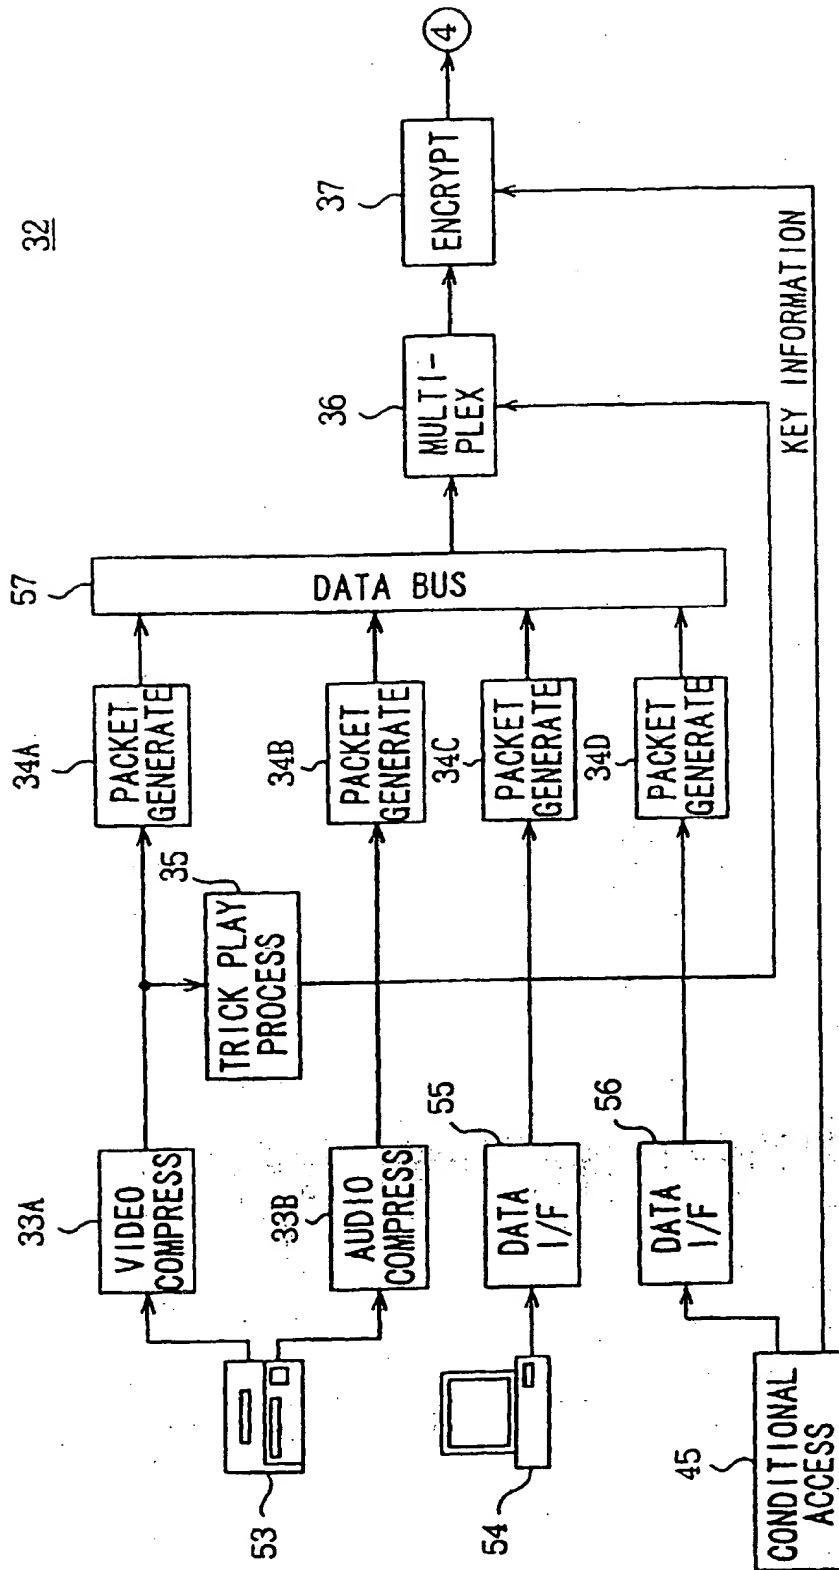 32
53
54
45
CONDITIONAL
ACCESS
33A
VIDEO
COMPRESS
33B
AUDIO
COMPRESS
55
DATA
I/F
56
DATA
I/F
35
TRICK PLAY
PROCESS
34A
PACKET
GENERATE
34B
PACKET
GENERATE
34C
PACKET
GENERATE
34D
PACKET
GENERATE
57
DATA BUS
36
MULTI-
PLEX
37
ENCRYPT
4
KEY INFORMATION